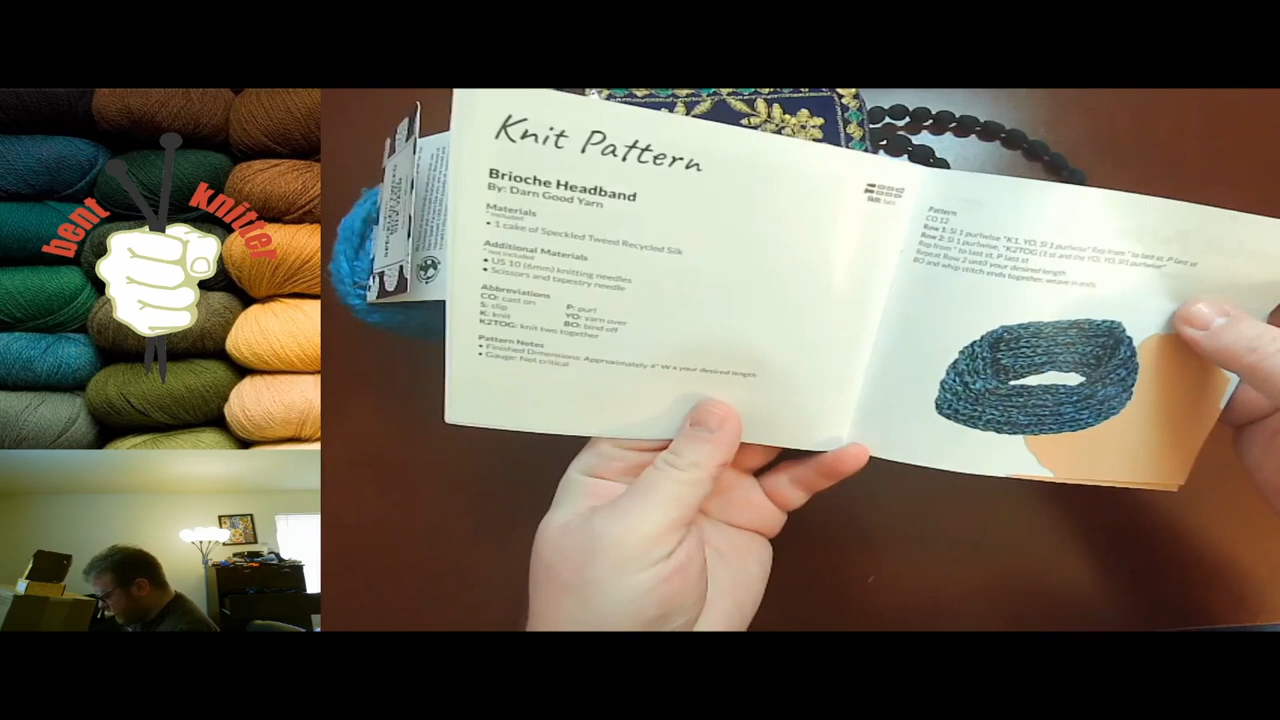 bent knitter
Knit Pattern
Brioche Headband
By: Darn Good Yarn
Materials
* included
• 1 cake of Speckled Tweed Recycled Silk
Additional Materials
* not included
• US 10 (6mm) knitting needles
• Scissors and tapestry needle
Abbreviations
CO: cast on
S: slip
K: knit
K2TOG: knit two together
P: purl
YO: yarn over
BO: bind off
Pattern Notes
• Finished Dimensions: Approximately 4" W x your desired length
• Gauge: Not critical
Pattern
CO 12
Row 1: Sl 1 purlwise *K1, YO, Sl 1 purlwise* Rep from * to last st, P last st
Row 2: Sl 1 purlwise, *K2TOG (1 st and the YO), YO, Sl1 purlwise*
Rep from * to last st, P last st
Repeat Row 2 until your desired length
BO and whip stitch ends together, weave in ends.